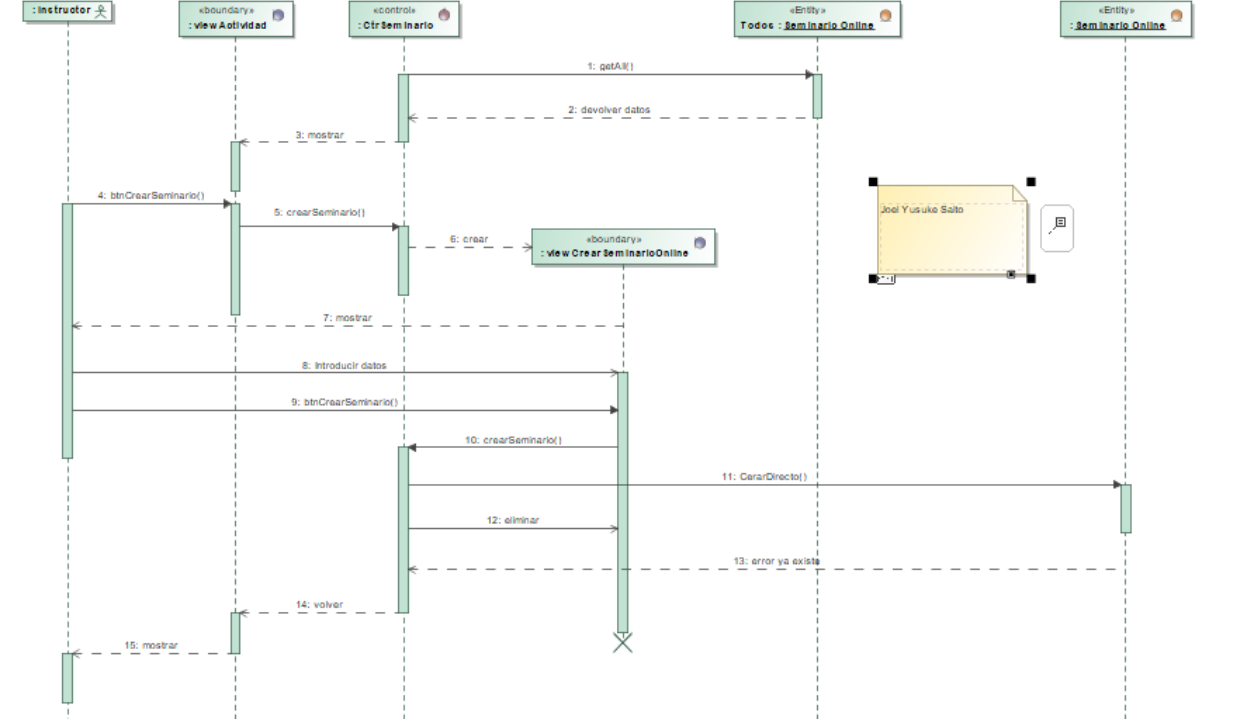 : Instructor
«boundary»
: view Actividad
«control»
: Ctr Seminario
«Entity»
Todos : Seminario Online
«Entity»
: Seminario Online
1: getAll()
2: devolver datos
3: mostrar
4: btnCrearSeminario()
5: crearSeminario()
6: crear
«boundary»
: view Crear SeminarioOnline
Joel Yusuke Saito
7: mostrar
8: Introducir datos
9: btnCrearSeminario()
10: crearSeminario()
11: CerarDirecto()
12: eliminar
13: error ya existe
14: volver
15: mostrar